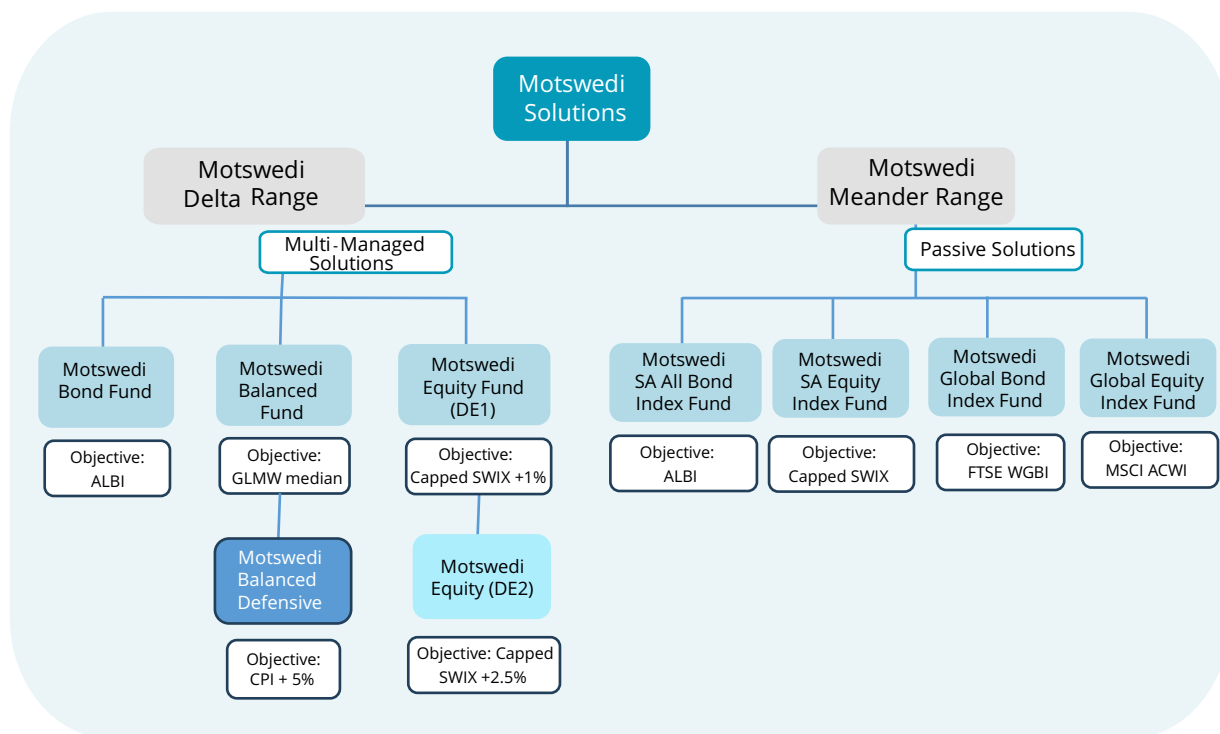 Motswedi
Solutions
Motswedi
Delta Range
Motswedi
Meander Range
Multi-Managed
Solutions
Passive Solutions
Motswedi
Bond Fund
Objective:
ALBI
Motswedi
Balanced
Fund
Objective:
GLMW median
Motswedi
Balanced
Defensive
Objective:
CPI + 5%
Motswedi
Equity Fund
(DE1)
Objective:
Capped SWIX +1%
Motswedi
Equity (DE2)
Objective: Capped
SWIX +2.5%
Motswedi
SA All Bond
Index Fund
Objective:
ALBI
Motswedi
SA Equity
Index Fund
Objective:
Capped SWIX
Motswedi
Global Bond
Index Fund
Objective:
FTSE WGBI
Motswedi
Global Equity
Index Fund
Objective:
MSCI ACWI